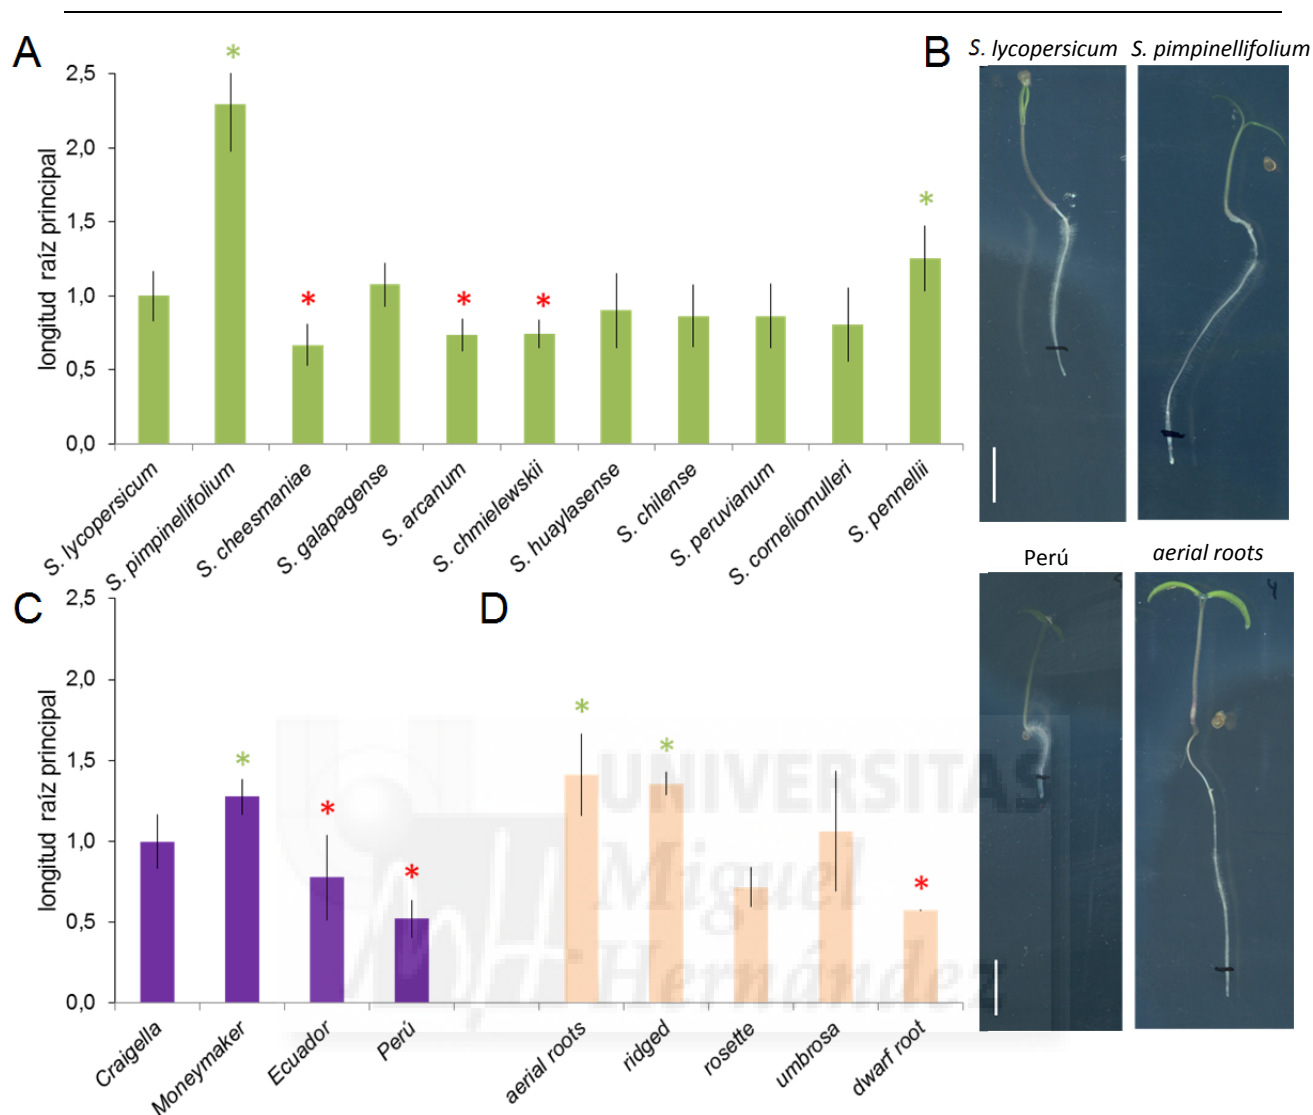 A
longitud raíz principal
2,5
2,0
1,5
1,0
0,5
0,0
*
*
*
*
*
S. lycopersicum
S. pimpinellifolium
S. cheesmaniae
S. galapagense
S. arcanum
S. chmielewskii
S. huaylasense
S. chilense
S. peruvianum
S. corneliomulleri
S. pennellii
B
S. lycopersicum
S. pimpinellifolium
Perú
aerial roots
4
C
longitud raíz principal
2,5
2,0
1,5
1,0
0,5
0,0
*
*
*
Craigella
Moneymaker
Ecuador
Perú
D
*
*
*
aerial roots
ridged
rosette
umbrosa
dwarf root
UNIVERSITAS
Miguel
Hernández